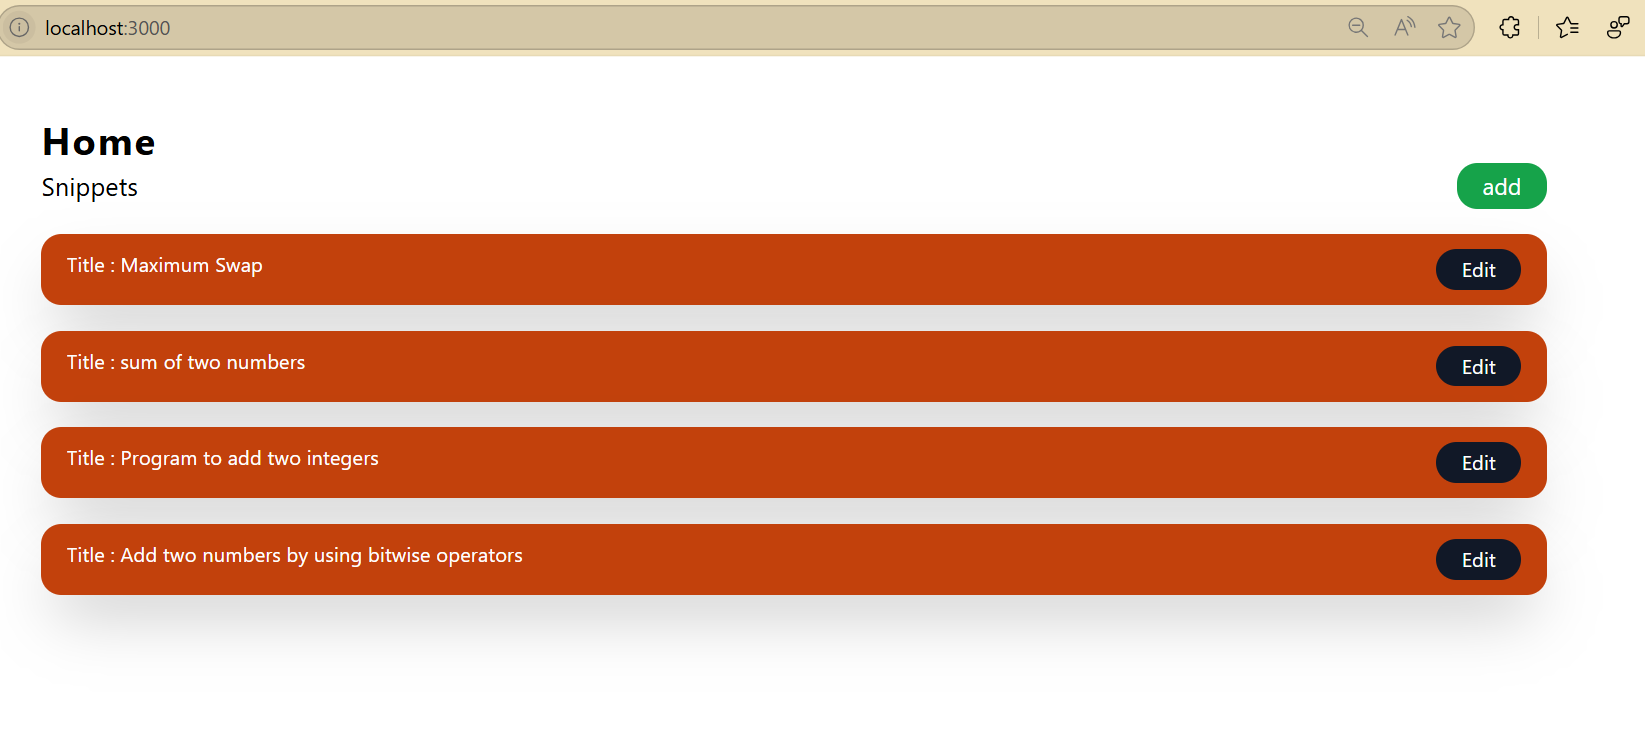 localhost:3000
Home
Snippets
add
Title : Maximum Swap
Edit
Title : sum of two numbers
Edit
Title : Program to add two integers
Edit
Title : Add two numbers by using bitwise operators
Edit